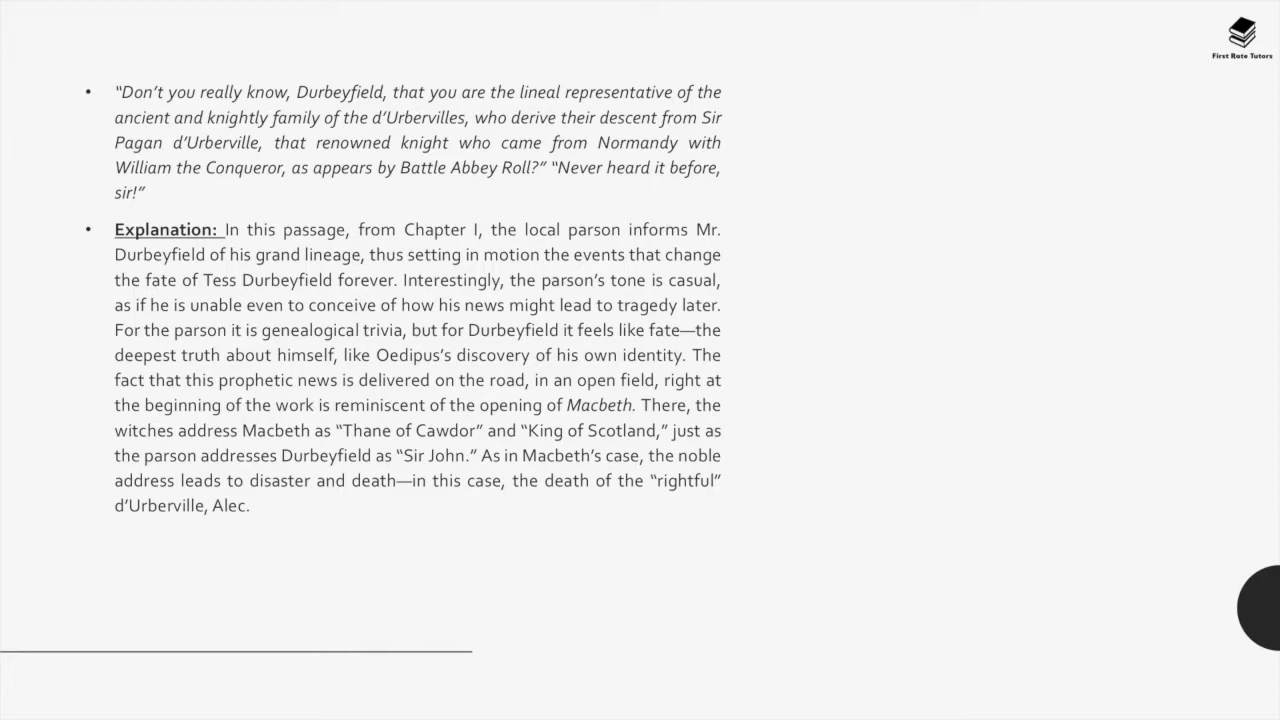 First Rate Tutors
• “Don’t you really know, Durbeyfield, that you are the lineal representative of the
ancient and knightly family of the d’Urbervilles, who derive their descent from Sir
Pagan d’Urberville, that renowned knight who came from Normandy with
William the Conqueror, as appears by Battle Abbey Roll?” “Never heard it before,
sir!”
• Explanation: In this passage, from Chapter I, the local parson informs Mr.
Durbeyfield of his grand lineage, thus setting in motion the events that change
the fate of Tess Durbeyfield forever. Interestingly, the parson’s tone is casual,
as if he is unable even to conceive of how his news might lead to tragedy later.
For the parson it is genealogical trivia, but for Durbeyfield it feels like fate—the
deepest truth about himself, like Oedipus’s discovery of his own identity. The
fact that this prophetic news is delivered on the road, in an open field, right at
the beginning of the work is reminiscent of the opening of Macbeth. There, the
witches address Macbeth as “Thane of Cawdor” and “King of Scotland,” just as
the parson addresses Durbeyfield as “Sir John.” As in Macbeth’s case, the noble
address leads to disaster and death—in this case, the death of the “rightful”
d’Urberville, Alec.